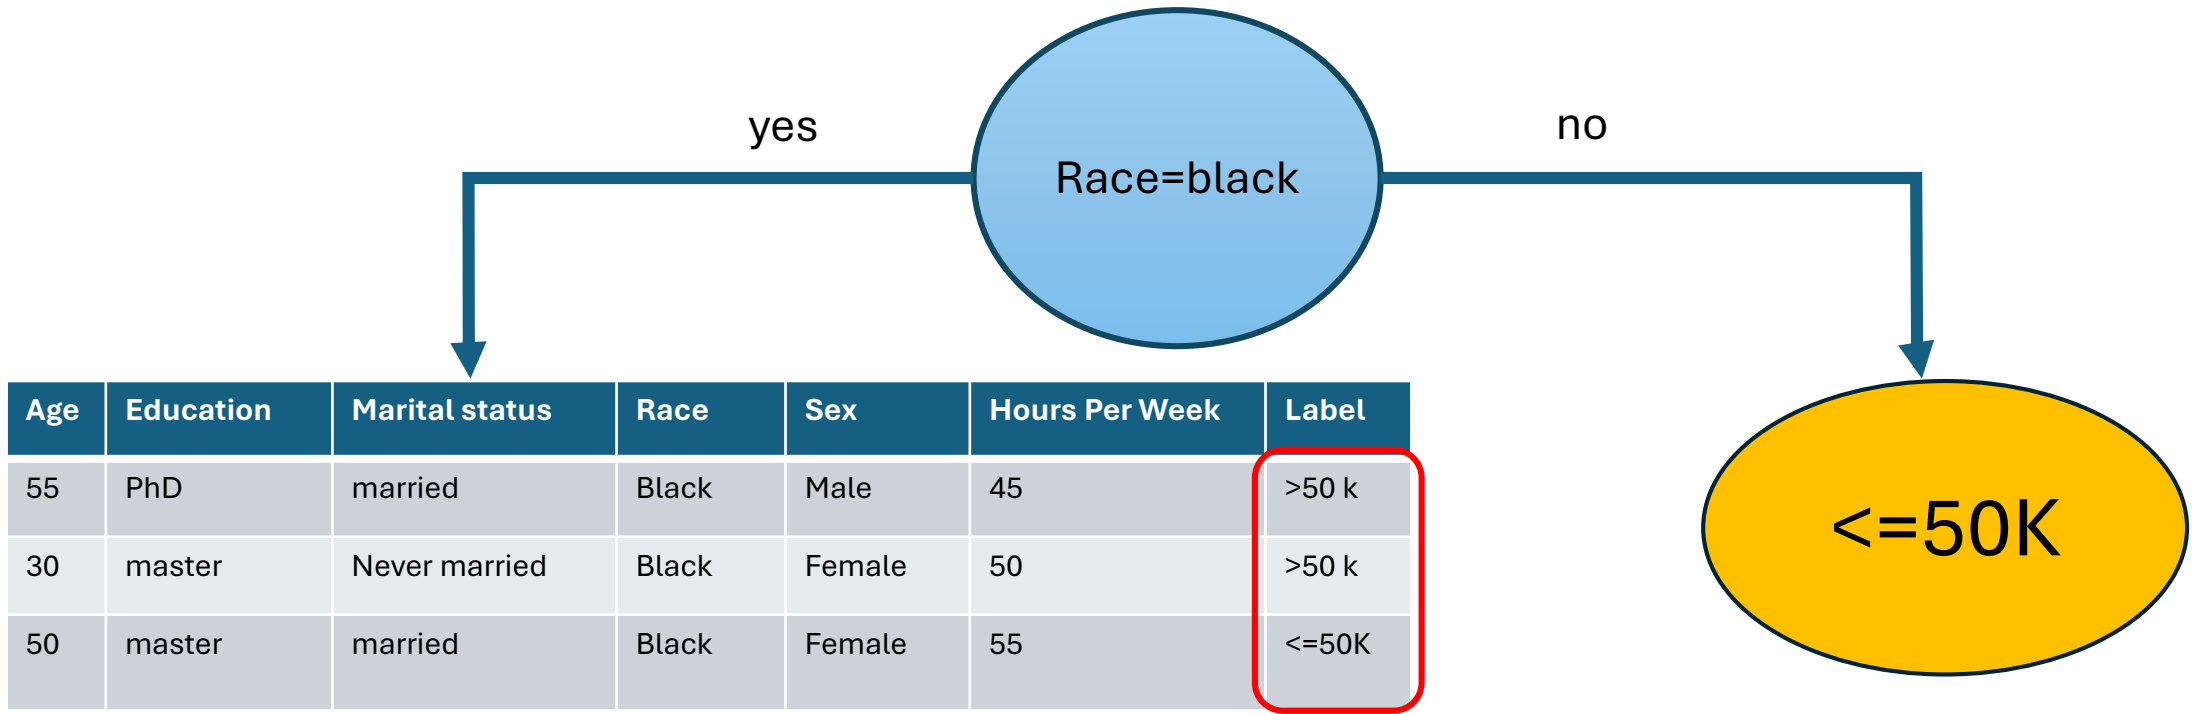 yes
no
Race=black
Age Education Marital status Race Sex Hours Per Week Label
55 PhD married Black Male 45 >50 k
30 master Never married Black Female 50 >50 k
50 master married Black Female 55 <=50K
<=50K